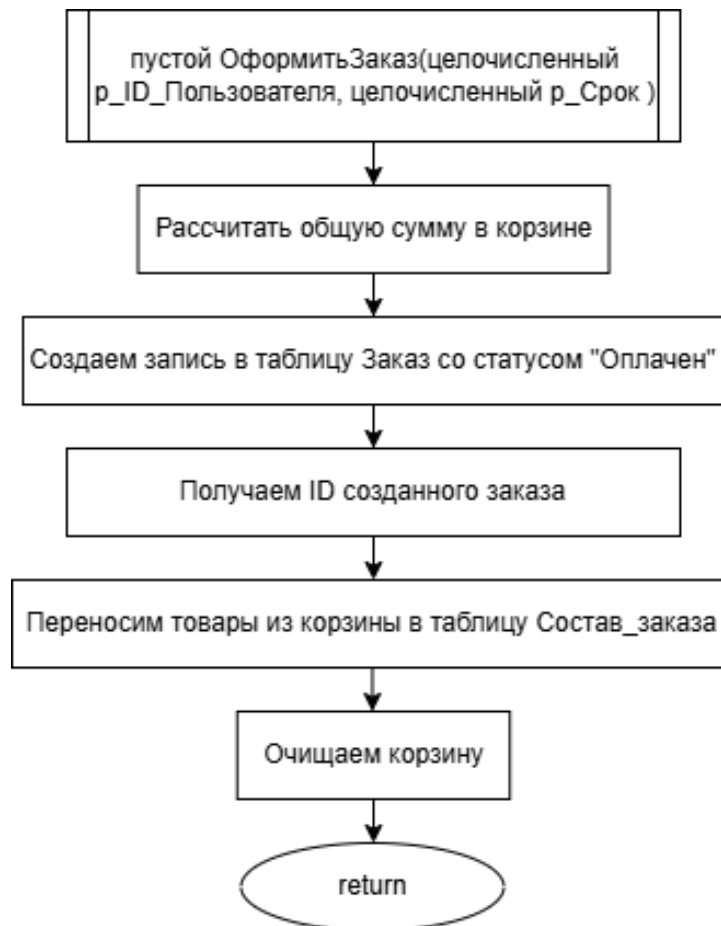 пустой ОформитьЗаказ(целочисленный
p_ID_Пользователя, целочисленный p_Срок )
Рассчитать общую сумму в корзине
Создаем запись в таблицу Заказ со статусом "Оплачен"
Получаем ID созданного заказа
Переносим товары из корзины в таблицу Состав_заказа
Очищаем корзину
return